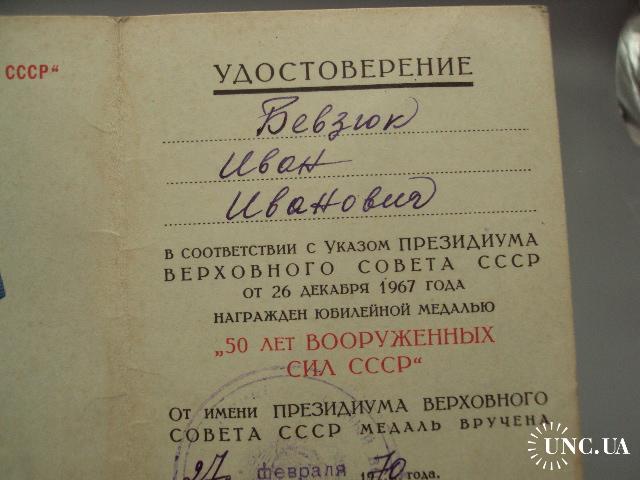 СССР"
УДОСТОВЕРЕНИЕ
Бевзюк
Иван
Иванович
В СООТВЕТСТВИИ С УКАЗОМ ПРЕЗИДИУМА
ВЕРХОВНОГО СОВЕТА СССР
ОТ 26 ДЕКАБРЯ 1967 ГОДА
НАГРАЖДЕН ЮБИЛЕЙНОЙ МЕДАЛЬЮ
„50 ЛЕТ ВООРУЖЕННЫХ
СИЛ СССР“
ОТ ИМЕНИ ПРЕЗИДИУМА ВЕРХОВНОГО
СОВЕТА СССР МЕДАЛЬ ВРУЧЕНА
„27 февраля 1970 года.
UNC.UA